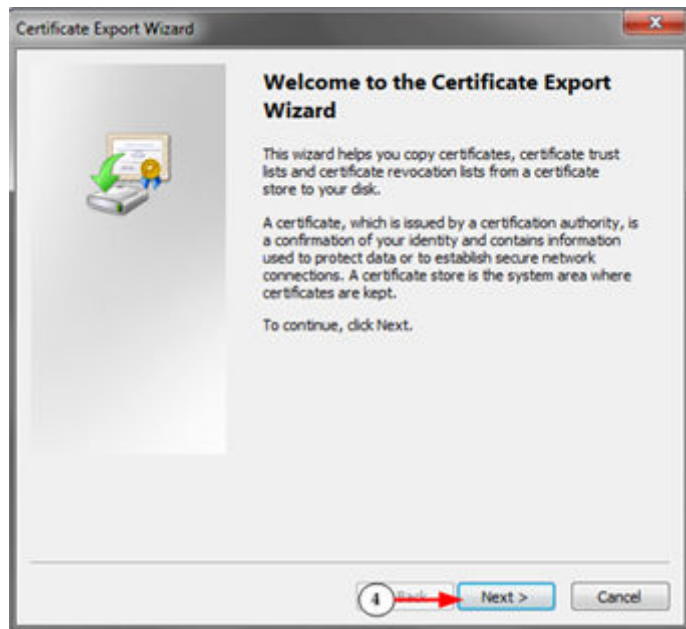 Certificate Export Wizard
Welcome to the Certificate Export
Wizard
This wizard helps you copy certificates, certificate trust
lists and certificate revocation lists from a certificate
store to your disk.
A certificate, which is issued by a certification authority, is
a confirmation of your identity and contains information
used to protect data or to establish secure network
connections. A certificate store is the system area where
certificates are kept.
To continue, click Next.
4 Back Next > Cancel